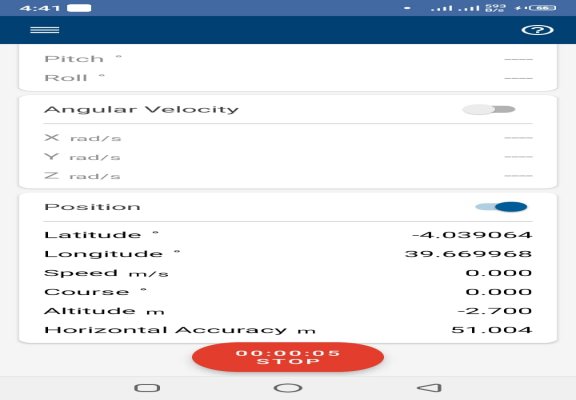 4:41
593 B/s 66
Pitch ° ----
Roll ° ----
Angular Velocity
X rad/s ----
Y rad/s ----
Z rad/s ----
Position
Latitude ° -4.039064
Longitude ° 39.669968
Speed m/s 0.000
Course ° 0.000
Altitude m -2.700
Horizontal Accuracy m 51.004
00:00:05
STOP